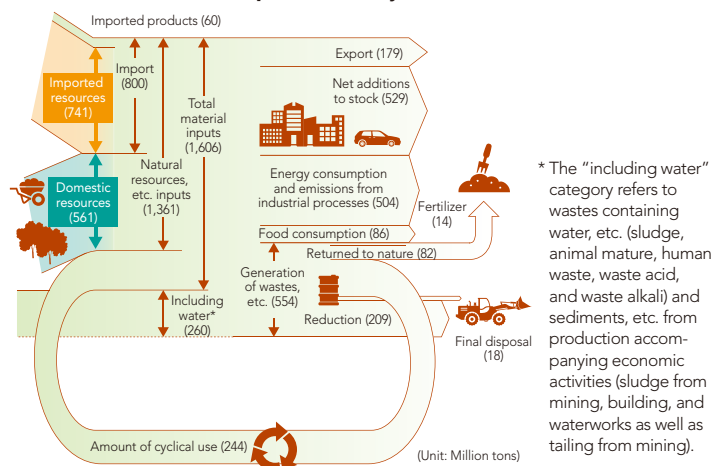 Imported products (60)
Export (179)
Import
(800)
Net additions
to stock (529)
Imported
resources
(741)
Total
material
inputs
(1,606)
Natural
resources,
etc. inputs
(1,361)
Domestic
resources
(561)
Energy consumption
and emissions from
industrial processes (504)
Fertilizer
(14)
Food consumption (86)
Returned to nature (82)
Generation
of wastes,
etc. (554)
Including
water*
(260)
Reduction (209)
Final disposal
(18)
Amount of cyclical use (244)
(Unit: Million tons)
* The “including water”
category refers to
wastes containing
water, etc. (sludge,
animal mature, human
waste, waste acid,
and waste alkali) and
sediments, etc. from
production accom-
panying economic
activities (sludge from
mining, building, and
waterworks as well as
tailing from mining).